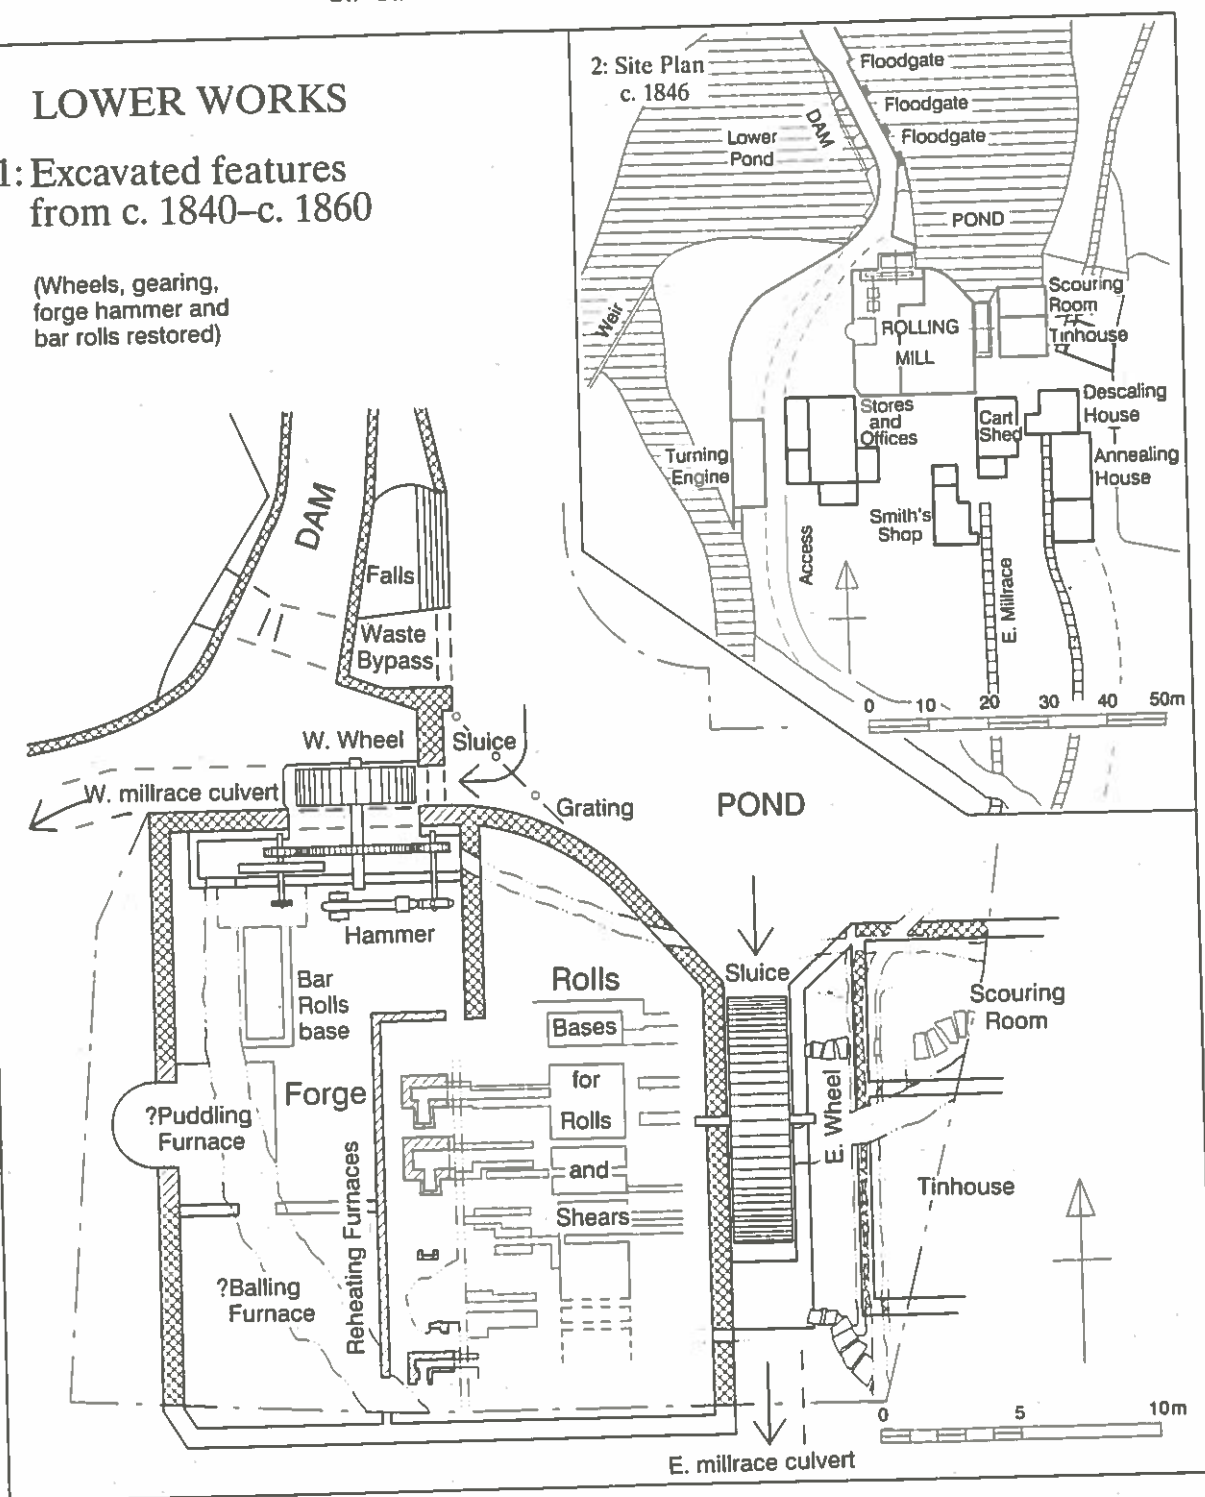 LOWER WORKS
1: Excavated features
from c. 1840–c. 1860
(Wheels, gearing,
forge hammer and
bar rolls restored)
2: Site Plan
c. 1846
Floodgate
Floodgate
Floodgate
DAM
Lower
Pond
POND
Weir
ROLLING
MILL
Scouring
Room
Tinhouse
Stores
and
Offices
Cart
Shed
Descaling
House
Annealing
House
Turning
Engine
Smith's
Shop
Access
E. Millrace
0 10 20 30 40 50m
DAM
Falls
Waste
Bypass
W. Wheel
Sluice
W. millrace culvert
Grating
POND
Hammer
Bar
Rolls
base
Rolls
Bases
for
Rolls
and
Shears
Sluice
Scouring
Room
Forge
?Puddling
Furnace
E. Wheel
Tinhouse
Reheating Furnaces
?Balling
Furnace
0 5 10m
E. millrace culvert